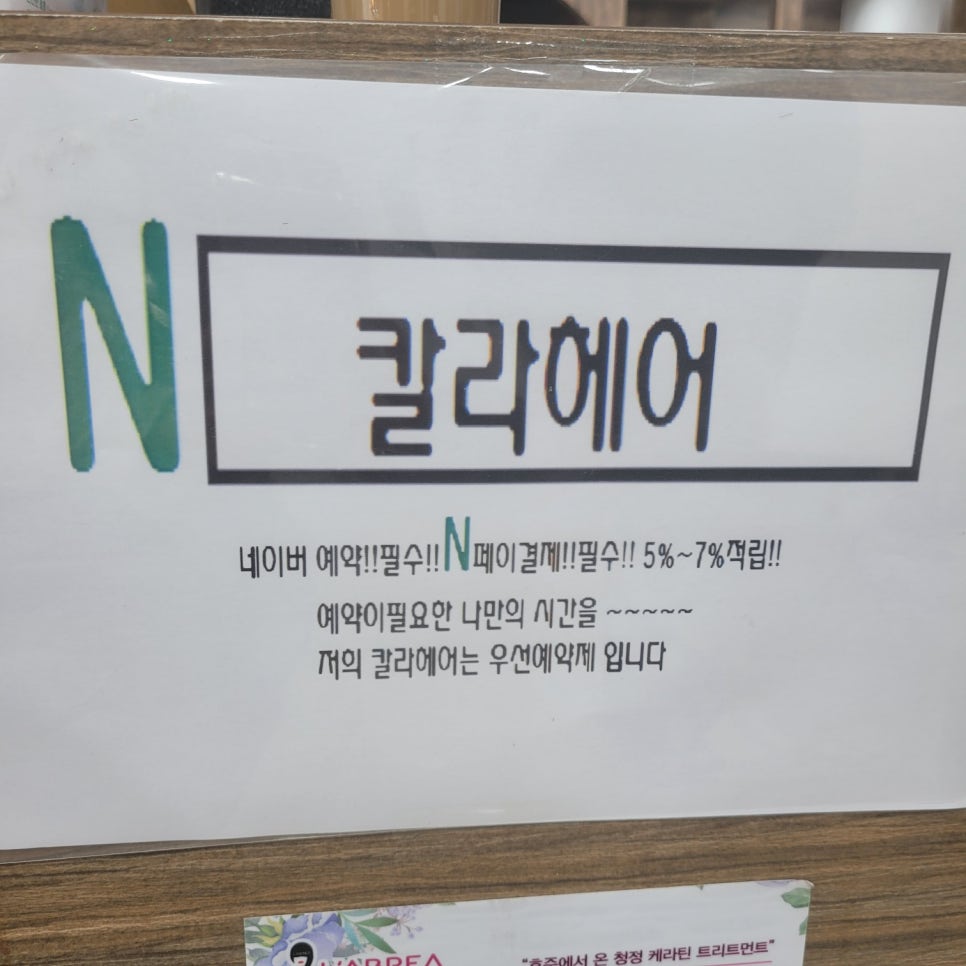 N 칼라헤어
네이버 예약!!필수!! N페이결제!!필수!! 5%~7%적립!!
예약이필요한 나만의 시간을 ~~~~~
저희 칼라헤어는 우선예약제 입니다
"호주에서 온 청정 케라틴 트리트먼트"